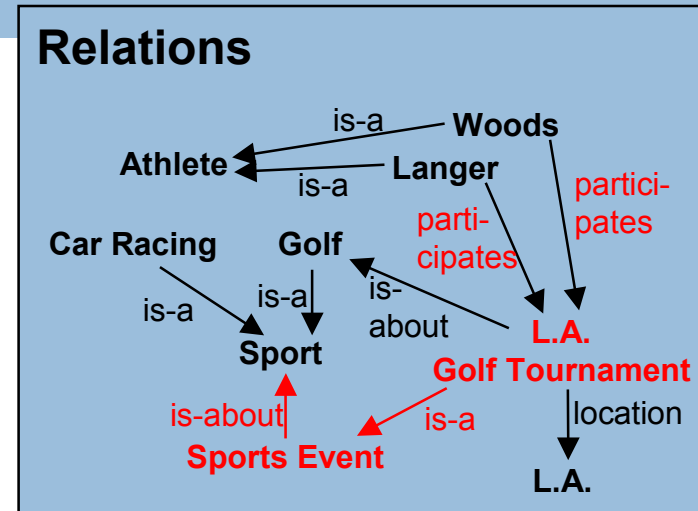 Relations
is-a
Woods
Athlete
is-a
Langer
partici-
pates
parti-
cipates
Car Racing
Golf
is-a
is-a
is-
about
Sport
L.A.
Golf Tournament
is-about
is-a
location
Sports Event
L.A.